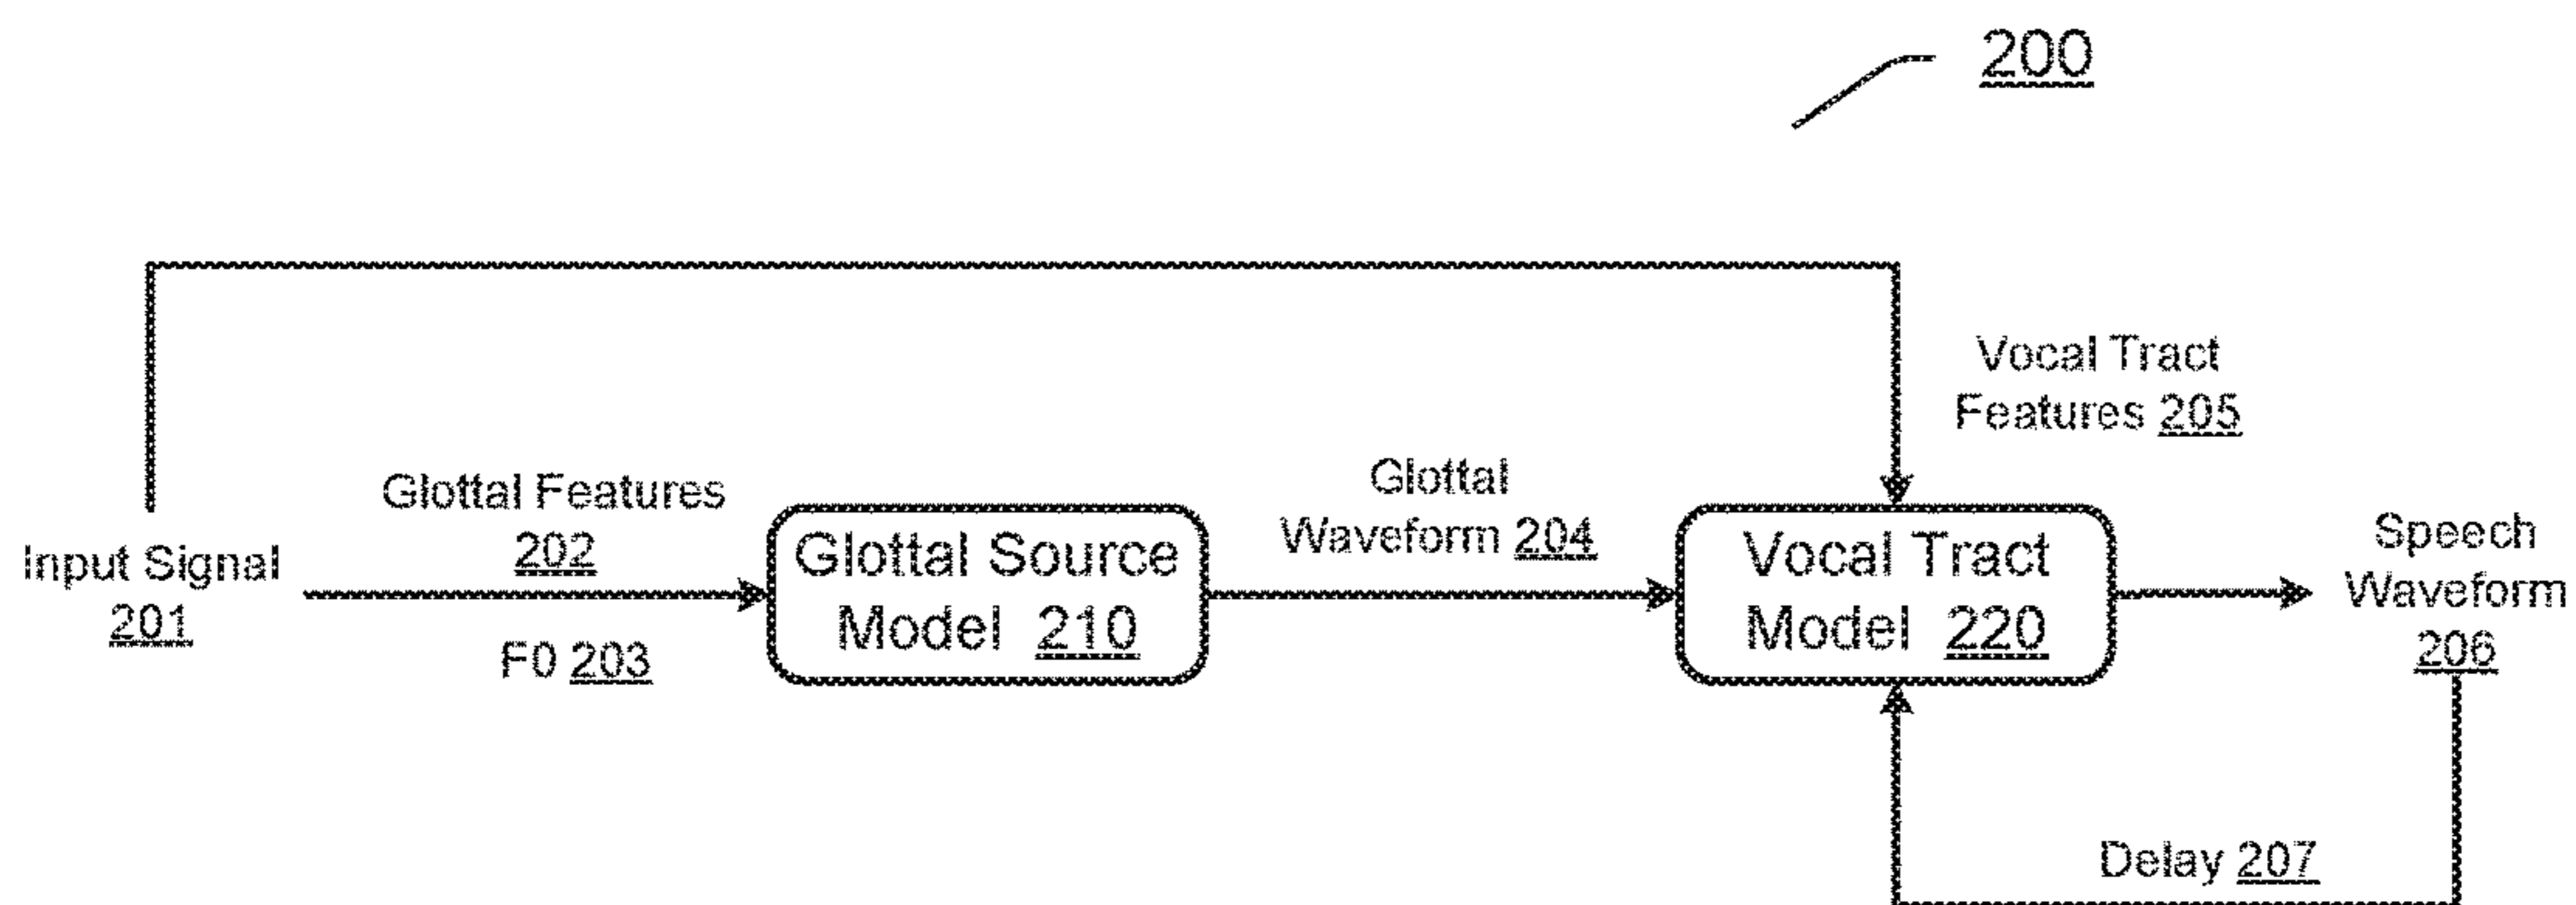 200
Vocal Tract
Features 205
Glottal Features
202
Input Signal
201
F0 203
Glottal Source
Model 210
Glottal
Waveform 204
Vocal Tract
Model 220
Speech
Waveform
206
Delay 207